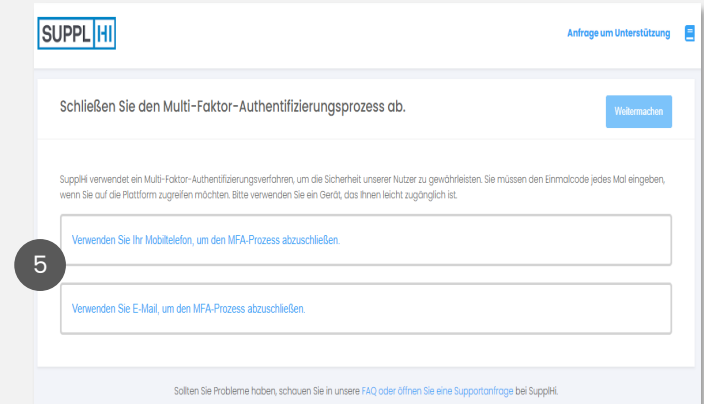 SUPPLHI
Anfrage um Unterstützung
Schließen Sie den Multi-Faktor-Authentifizierungsprozess ab.
Weitermachen
SupplHi verwendet ein Multi-Faktor-Authentifizierungsverfahren, um die Sicherheit unserer Nutzer zu gewährleisten. Sie müssen den Einmalcode jedes Mal eingeben,
wenn Sie auf die Plattform zugreifen möchten. Bitte verwenden Sie ein Gerät, das Ihnen leicht zugänglich ist.
Verwenden Sie Ihr Mobiltelefon, um den MFA-Prozess abzuschließen.
5
Verwenden Sie E-Mail, um den MFA-Prozess abzuschließen.
Sollten Sie Probleme haben, schauen Sie in unsere FAQ oder öffnen Sie eine Supportanfrage bei SupplHi.